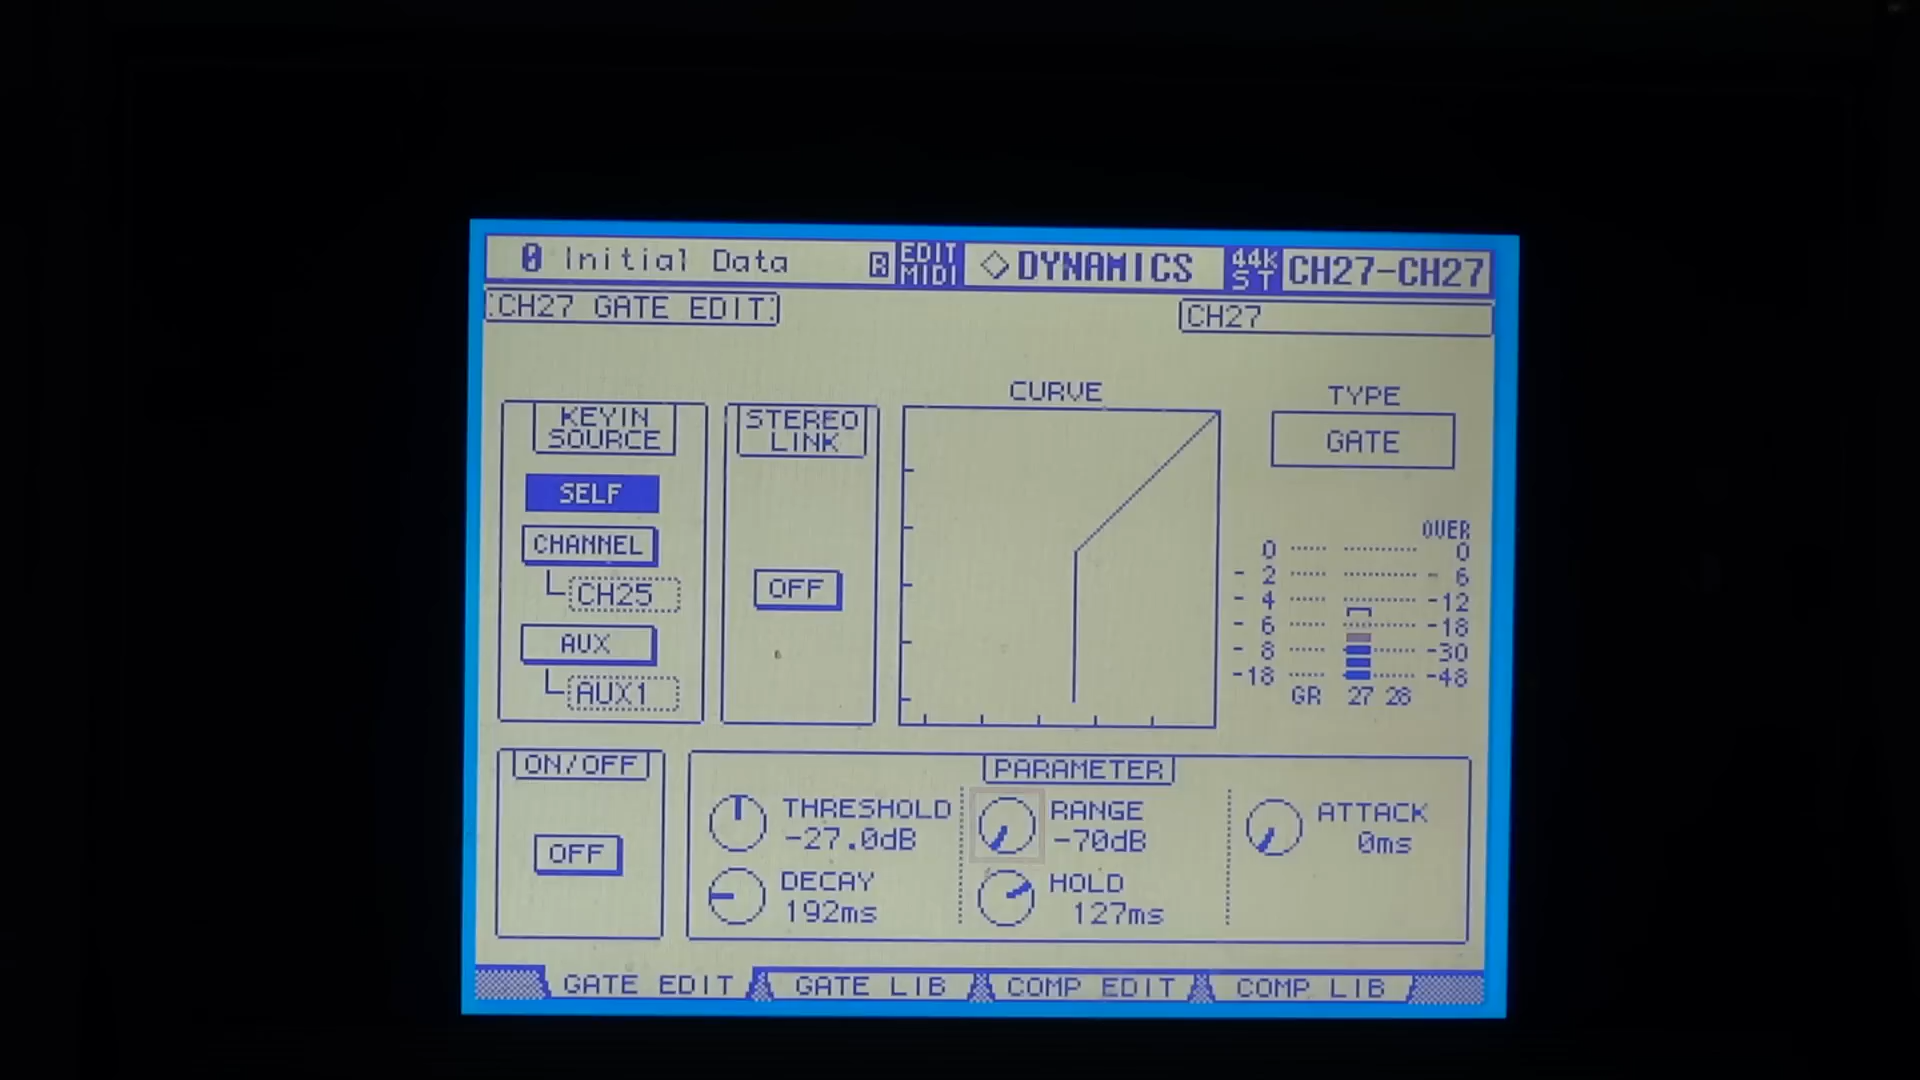 0 Initial Data R EDIT MIDI ◇DYNAMICS 44k ST CH27-CH27
CH27 GATE EDIT
CH27
KEYIN
SOURCE
SELF
CHANNEL
CH25
AUX
AUX1
STEREO
LINK
OFF
CURVE
TYPE
GATE
OVER
0 0
- 2 - 6
- 4 -12
- 6 -18
- 8 -30
-18 -48
GR 27 28
ON/OFF
OFF
PARAMETER
THRESHOLD
-27.0dB
RANGE
-70dB
ATTACK
0ms
DECAY
192ms
HOLD
127ms
GATE EDIT GATE LIB COMP EDIT COMP LIB